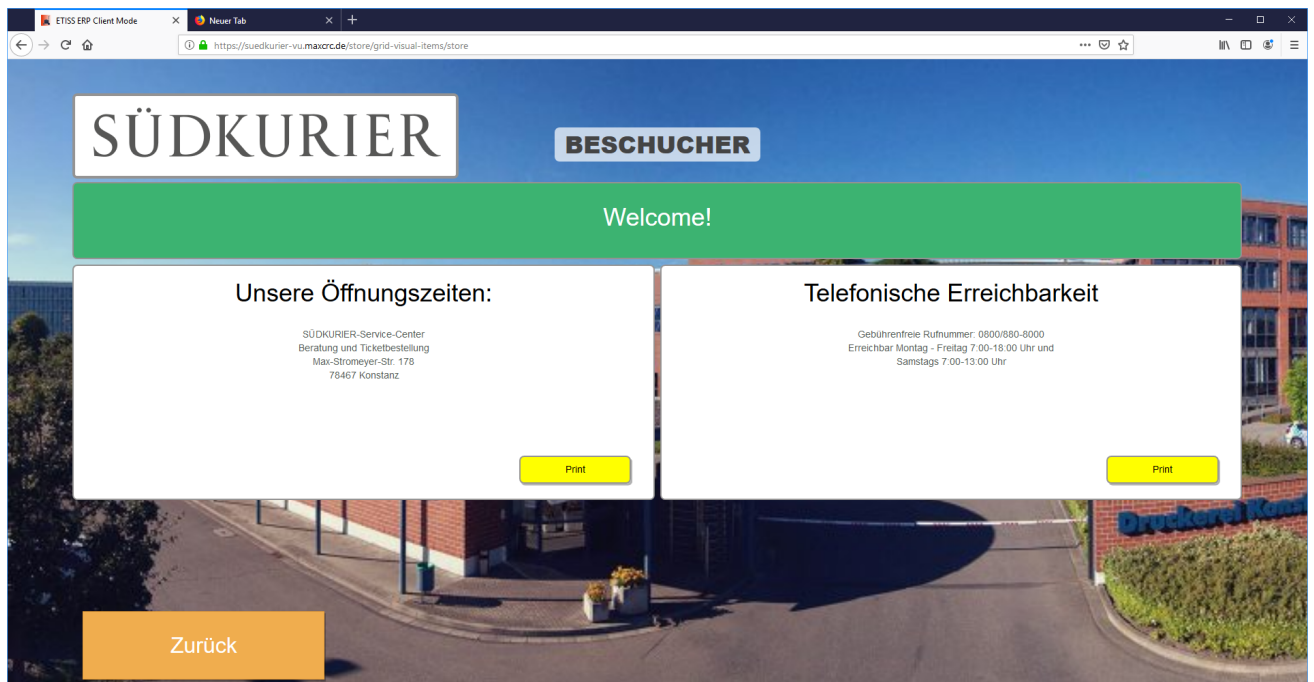 ETISS ERP Client Mode
Neuer Tab
https://suedkurier-vu.maxcrc.de/store/grid-visual-items/store
SÜDKURIER
BESCHUCHER
Welcome!
Unsere Öffnungszeiten:
SÜDKURIER-Service-Center
Beratung und Ticketbestellung
Max-Stromeyer-Str. 178
78467 Konstanz
Print
Telefonische Erreichbarkeit
Gebührenfreie Rufnummer: 0800/880-8000
Erreichbar Montag - Freitag 7:00-18:00 Uhr und
Samstags 7:00-13:00 Uhr
Print
Druckerei Kons
Zurück